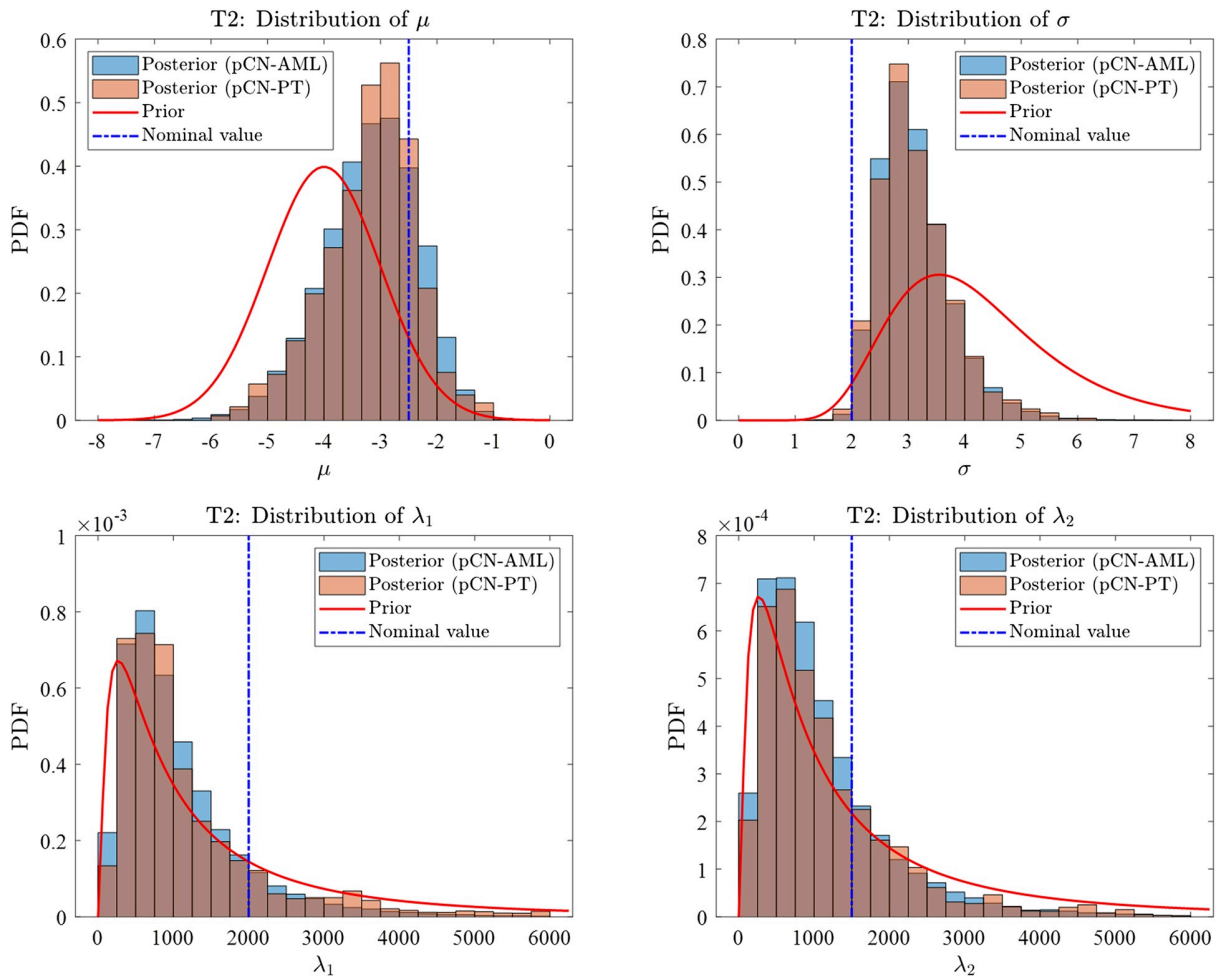 T2: Distribution of μ
0.6
0.5
0.4
0.3
0.2
0.1
0
PDF
Posterior (pCN-AML)
Posterior (pCN-PT)
Prior
Nominal value
-8 -7 -6 -5 -4 -3 -2 -1 0
μ
T2: Distribution of σ
0.8
0.7
0.6
0.5
0.4
0.3
0.2
0.1
0
PDF
Posterior (pCN-AML)
Posterior (pCN-PT)
Prior
Nominal value
0 1 2 3 4 5 6 7 8
σ
T2: Distribution of λ₁
×10⁻³
1
0.8
0.6
0.4
0.2
0
PDF
Posterior (pCN-AML)
Posterior (pCN-PT)
Prior
Nominal value
0 1000 2000 3000 4000 5000 6000
λ₁
T2: Distribution of λ₂
×10⁻⁴
8
7
6
5
4
3
2
1
0
PDF
Posterior (pCN-AML)
Posterior (pCN-PT)
Prior
Nominal value
0 1000 2000 3000 4000 5000 6000
λ₂